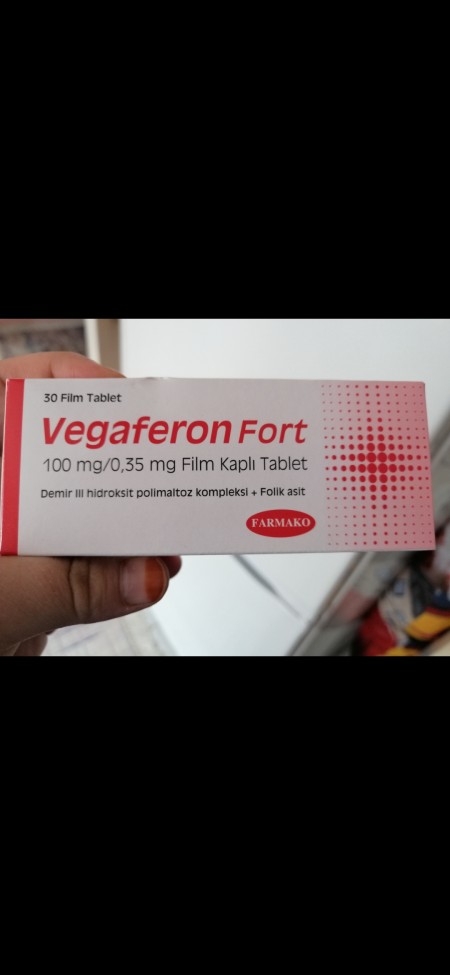 30 Film Tablet
Vegaferon Fort
100 mg/0,35 mg Film Kaplı Tablet
Demir III hidroksit polimaltoz kompleksi + Folik asit
FARMAKO